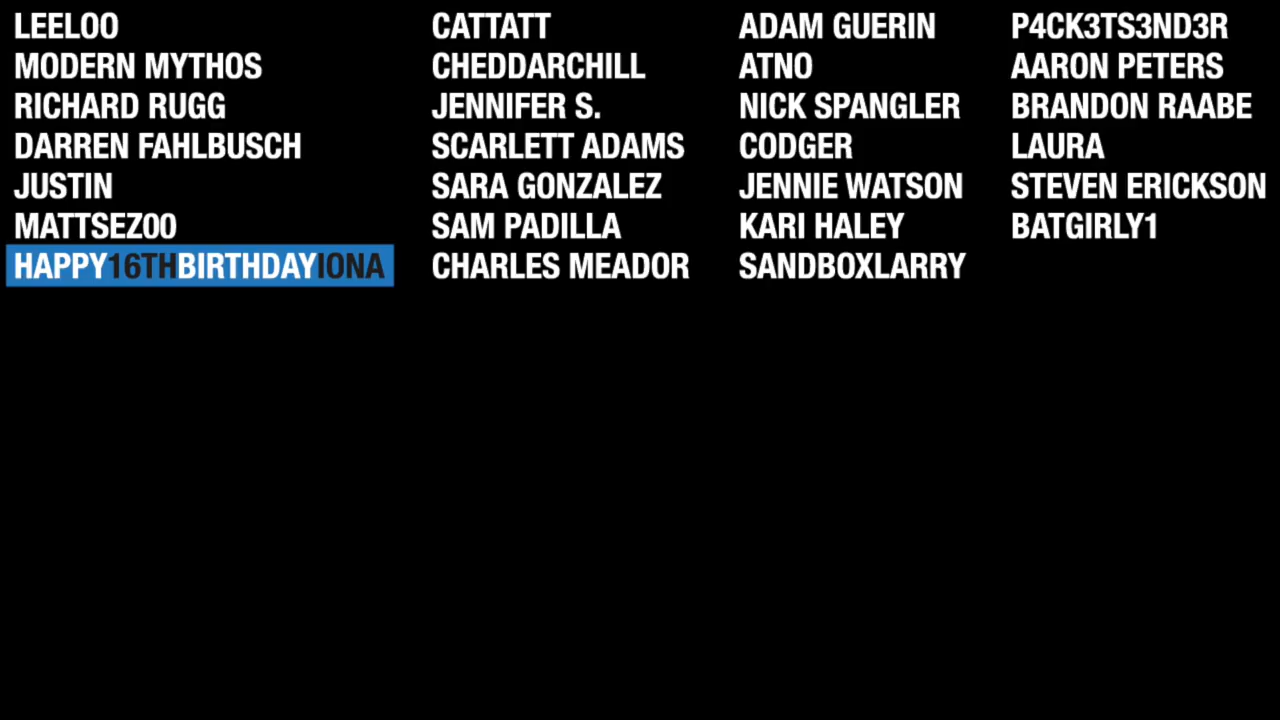 LEELOO
MODERN MYTHOS
RICHARD RUGG
DARREN FAHLBUSCH
JUSTIN
MATTSEZOO
HAPPY16THBIRTHDAYIONA
CATTATT
CHEDDARCHILL
JENNIFER S.
SCARLETT ADAMS
SARA GONZALEZ
SAM PADILLA
CHARLES MEADOR
ADAM GUERIN
ATNO
NICK SPANGLER
CODGER
JENNIE WATSON
KARI HALEY
SANDBOXLARRY
P4CK3TS3ND3R
AARON PETERS
BRANDON RAABE
LAURA
STEVEN ERICKSON
BATGIRLY1